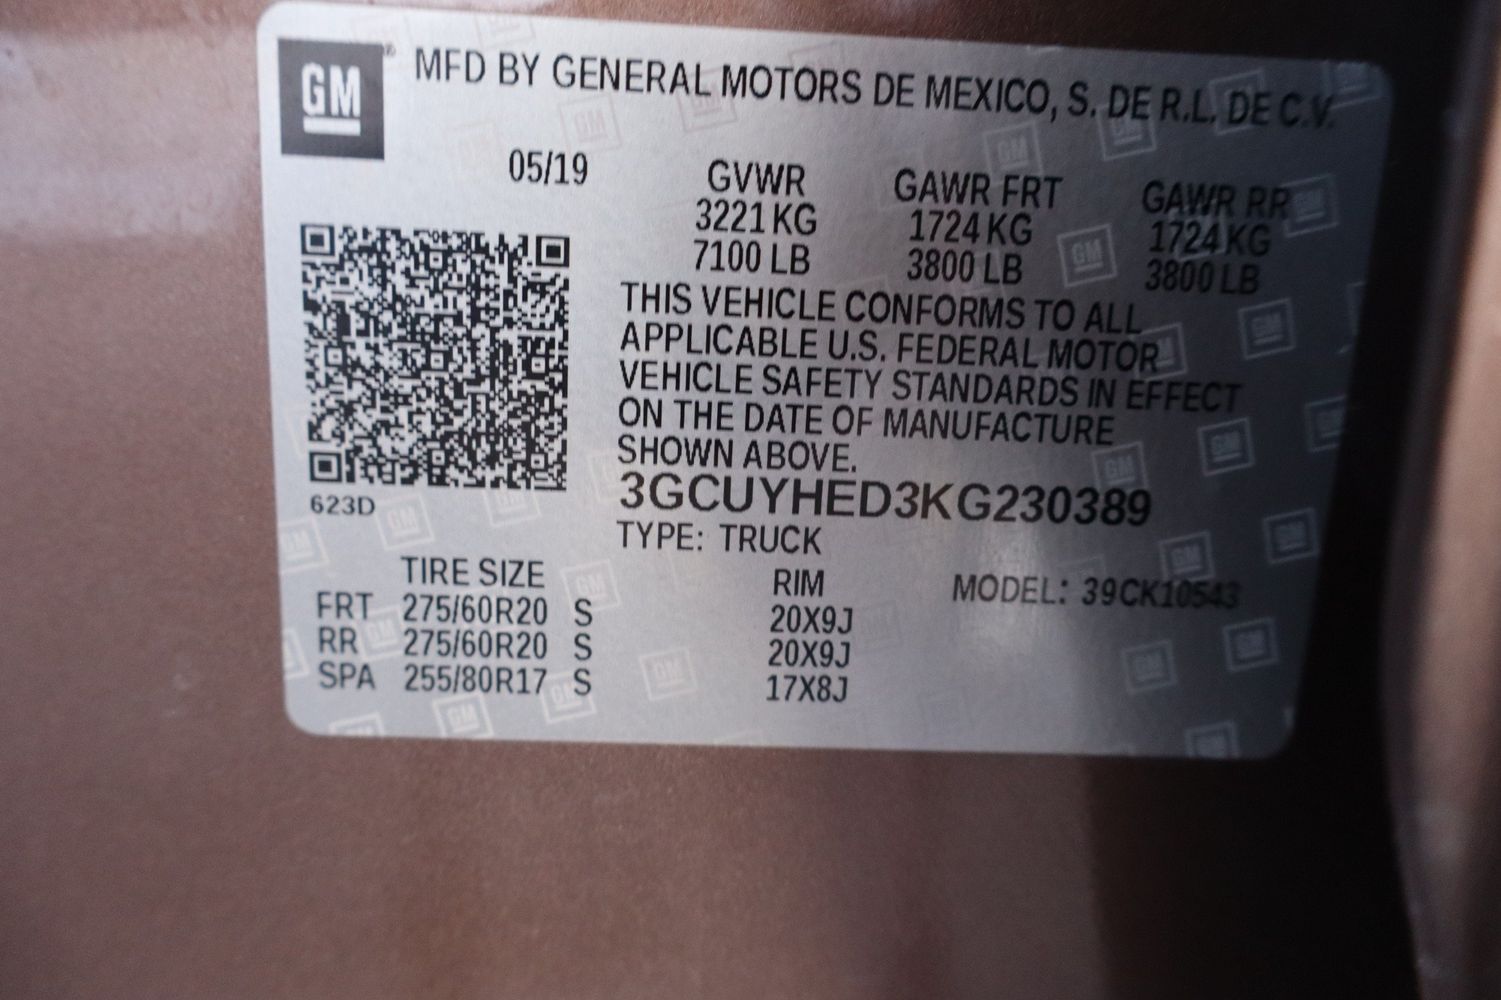 GM
MFD BY GENERAL MOTORS DE MEXICO, S. DE R.L. DE C.V.
05/19 GVWR GAWR FRT GAWR RR
3221 KG 1724 KG 1724 KG
7100 LB 3800 LB 3800 LB
THIS VEHICLE CONFORMS TO ALL
APPLICABLE U.S. FEDERAL MOTOR
VEHICLE SAFETY STANDARDS IN EFFECT
ON THE DATE OF MANUFACTURE
SHOWN ABOVE.
623D
3GCUYHED3KG230389
TYPE: TRUCK
TIRE SIZE RIM MODEL: 39CK10543
FRT 275/60R20 S 20X9J
RR 275/60R20 S 20X9J
SPA 255/80R17 S 17X8J